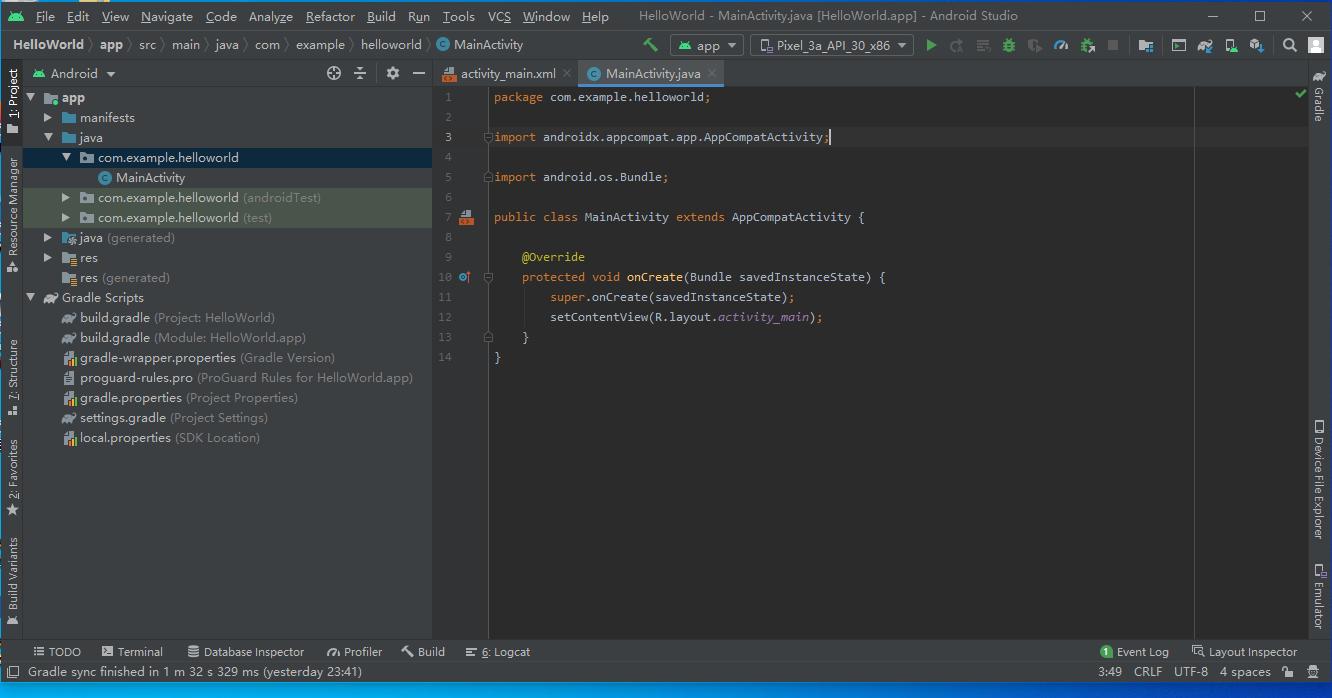 File Edit View Navigate Code Analyze Refactor Build Run Tools VCS Window Help HelloWorld - MainActivity.java [HelloWorld.app] - Android Studio
HelloWorld app src main java com example helloworld MainActivity app Pixel_3a_API_30_x86
Android
activity_main.xml MainActivity.java
1: Project
Resource Manager
7: Structure
2: Favorites
Build Variants
app
manifests
java
com.example.helloworld
MainActivity
com.example.helloworld (androidTest)
com.example.helloworld (test)
java (generated)
res
res (generated)
Gradle Scripts
build.gradle (Project: HelloWorld)
build.gradle (Module: HelloWorld.app)
gradle-wrapper.properties (Gradle Version)
proguard-rules.pro (ProGuard Rules for HelloWorld.app)
gradle.properties (Project Properties)
settings.gradle (Project Settings)
local.properties (SDK Location)
1 package com.example.helloworld;
2
3 import androidx.appcompat.app.AppCompatActivity;
4
5 import android.os.Bundle;
6
7 public class MainActivity extends AppCompatActivity {
8
9 @Override
10 protected void onCreate(Bundle savedInstanceState) {
11 super.onCreate(savedInstanceState);
12 setContentView(R.layout.activity_main);
13 }
14 }
Gradle
Device File Explorer
Emulator
TODO Terminal Database Inspector Profiler Build 6: Logcat 1 Event Log Layout Inspector
Gradle sync finished in 1 m 32 s 329 ms (yesterday 23:41) 3:49 CRLF UTF-8 4 spaces